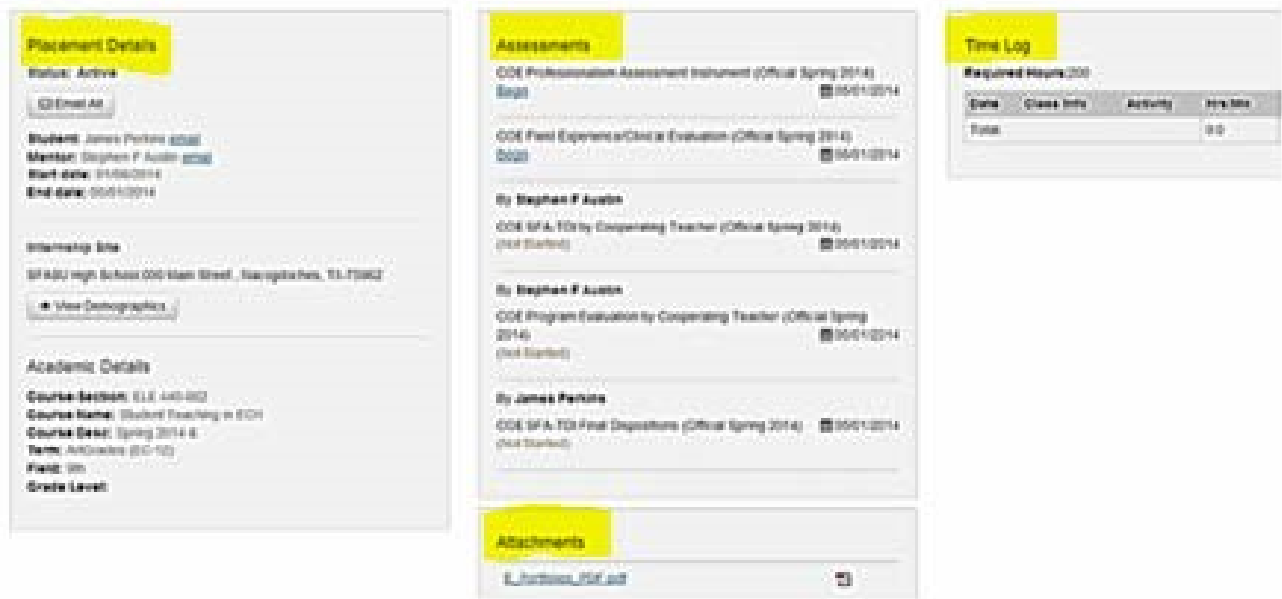 Placement Details
Status: Active
Email All
Student: James Perkins email
Mentor: Stephen F Austin email
Start date:
End date: 05/01/2014
Internship Site
SFASU High School 000 Main Street, Nacogdoches, TX-75962
View Demographics
Academic Details
Course Section: ELE 440-002
Course Name: Student Teaching in ECH
Course Desc: Spring 2014 &
Term: AllGrades (EC-12)
Field: 9th
Grade Level:
Assessments
COE Professionalism Assessment Instrument (Official Spring 2014)
Begin 05/01/2014
COE Field Experience/Clinical Evaluation (Official Spring 2014)
Begin 05/01/2014
By Stephen F Austin
COE SFA-TDI by Cooperating Teacher (Official Spring 2014)
(Not Started) 05/01/2014
By Stephen F Austin
COE Program Evaluation by Cooperating Teacher (Official Spring
2014) 05/01/2014
(Not Started)
By James Perkins
COE SFA-TDI Final Dispositions (Official Spring 2014) 05/01/2014
(Not Started)
Attachments
Time Log
Required Hours:200
Date Class Info Activity Hrs:Min
Total: 0:0